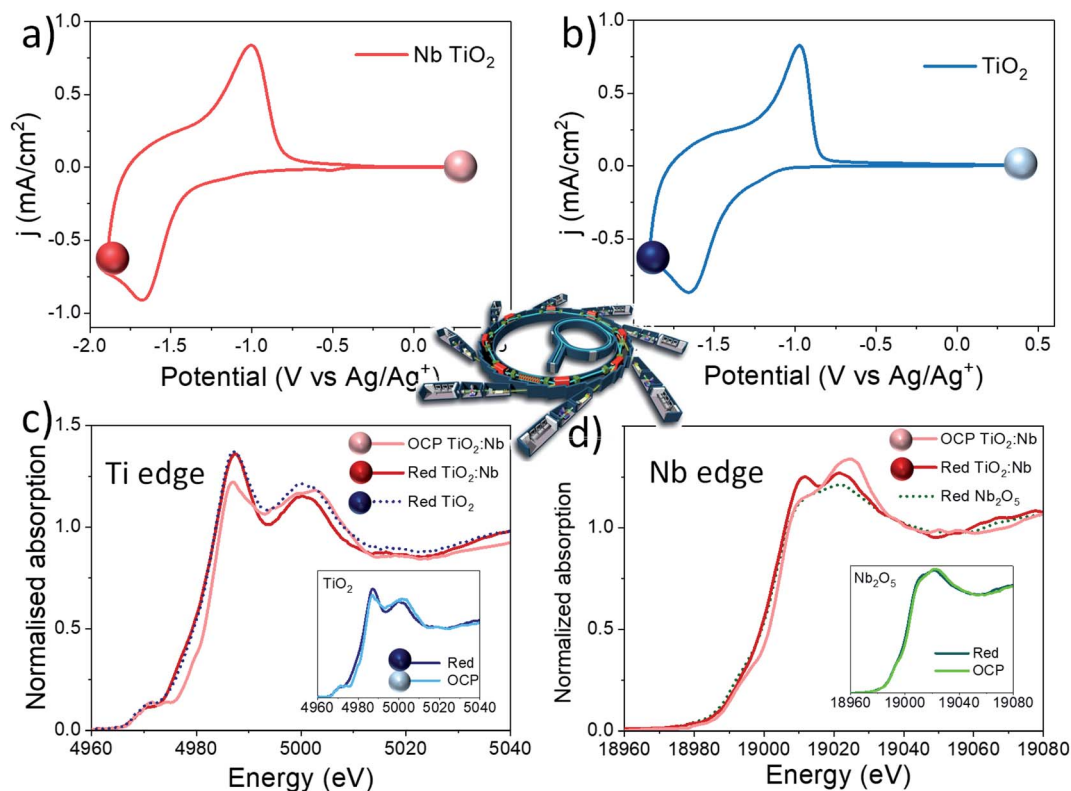 a)
Nb TiO₂
1.0
0.5
0.0
-0.5
-1.0
j (mA/cm²)
-2.0 -1.5 -1.0 -0.5 0.0
Potential (V vs Ag/Ag⁺)
b)
TiO₂
1.0
0.5
0.0
-0.5
j (mA/cm²)
-1.5 -1.0 -0.5 0.0 0.5
Potential (V vs Ag/Ag⁺)
c)
Ti edge
OCP TiO₂:Nb
Red TiO₂:Nb
Red TiO₂
1.5
1.0
0.5
0.0
Normalised absorption
TiO₂
Red
OCP
4960 4980 5000 5020 5040
4960 4980 5000 5020 5040
Energy (eV)
d)
Nb edge
OCP TiO₂:Nb
Red TiO₂:Nb
Red Nb₂O₅
1.5
1.0
0.5
0.0
Normalized absorption
Nb₂O₅
Red
OCP
18960 19000 19040 19080
18960 18980 19000 19020 19040 19060 19080
Energy (eV)